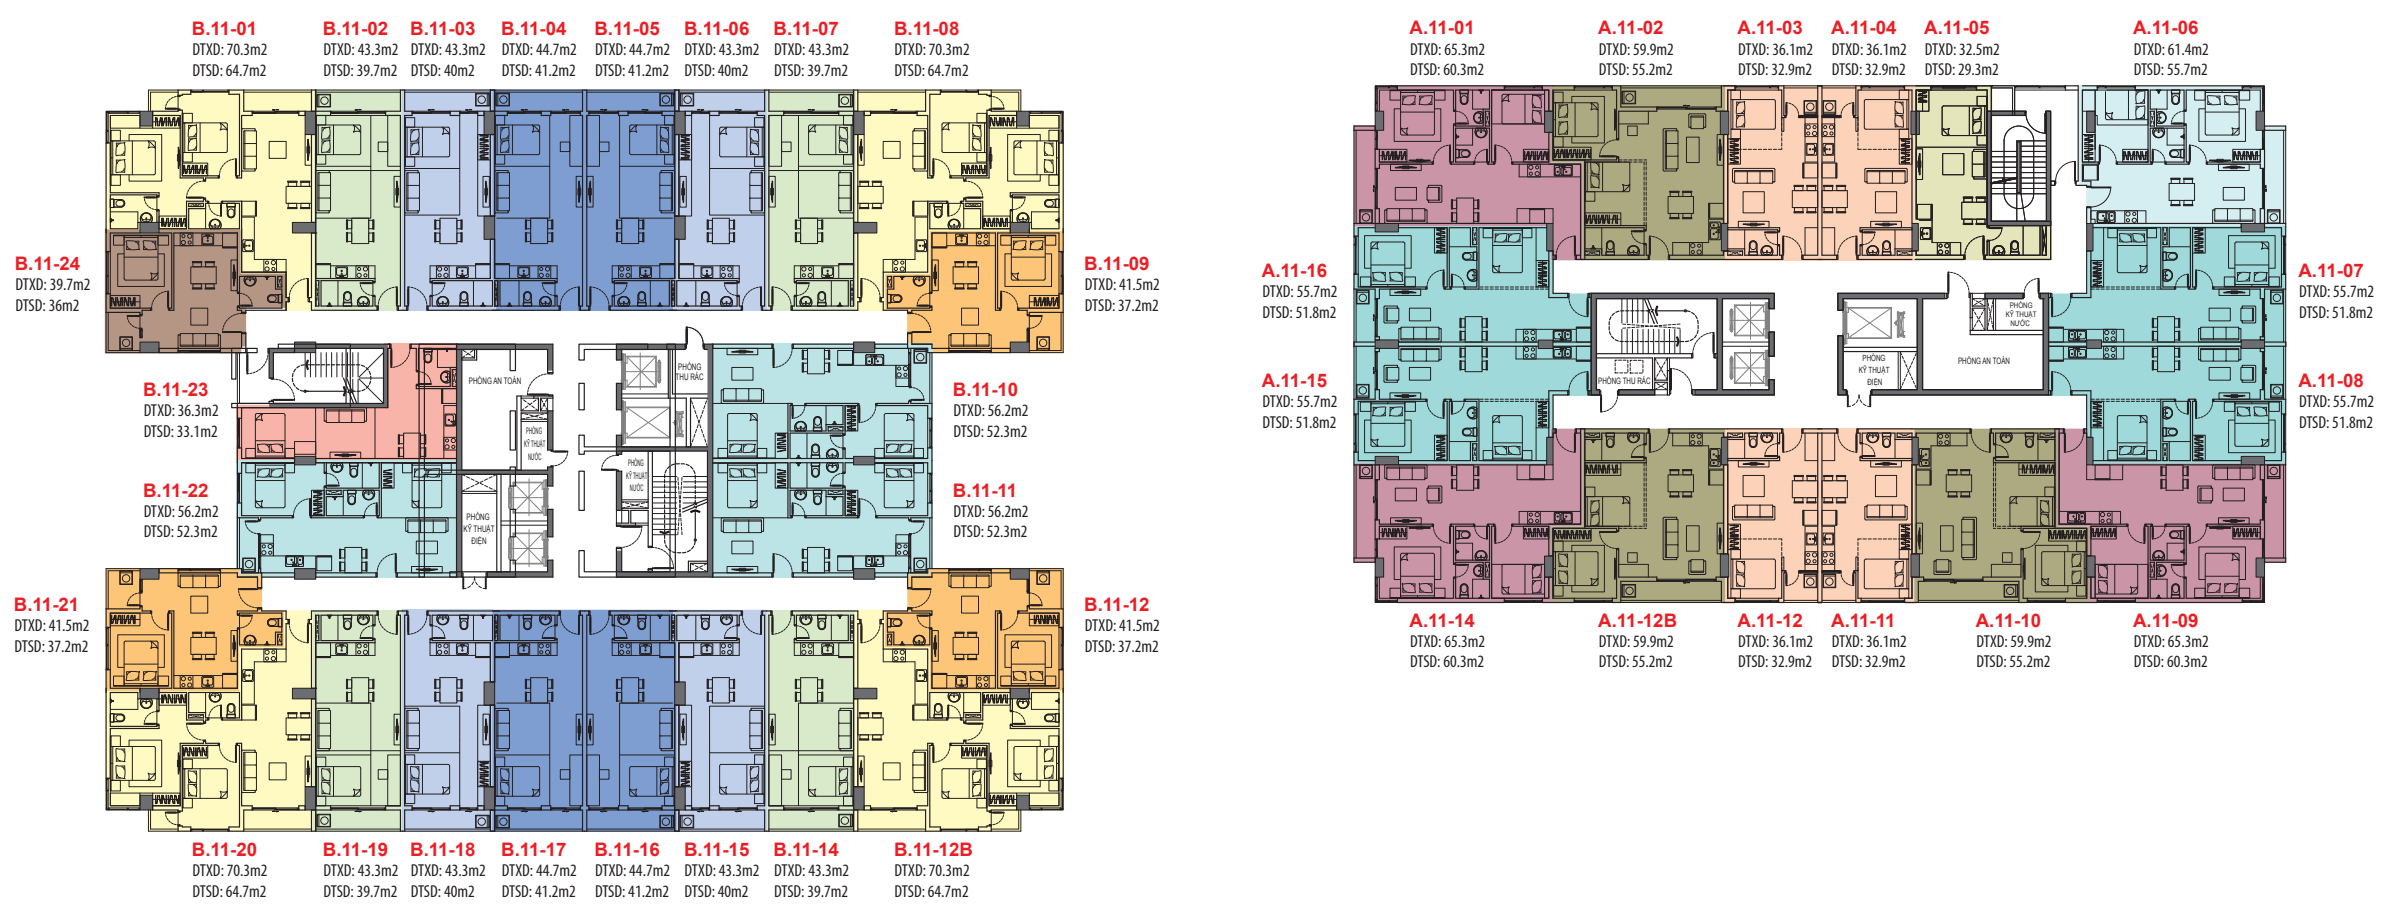 B.11-01
DTXD: 70.3m2
DTSD: 64.7m2
B.11-02
DTXD: 43.3m2
DTSD: 39.7m2
B.11-03
DTXD: 43.3m2
DTSD: 40m2
B.11-04
DTXD: 44.7m2
DTSD: 41.2m2
B.11-05
DTXD: 44.7m2
DTSD: 41.2m2
B.11-06
DTXD: 43.3m2
DTSD: 40m2
B.11-07
DTXD: 43.3m2
DTSD: 39.7m2
B.11-08
DTXD: 70.3m2
DTSD: 64.7m2
B.11-24
DTXD: 39.7m2
DTSD: 36m2
B.11-09
DTXD: 41.5m2
DTSD: 37.2m2
B.11-23
DTXD: 36.3m2
DTSD: 33.1m2
PHÒNG AN TOÀN
PHÒNG
THU RÁC
PHÒNG
KỸ THUẬT
NƯỚC
B.11-10
DTXD: 56.2m2
DTSD: 52.3m2
B.11-22
DTXD: 56.2m2
DTSD: 52.3m2
PHÒNG
KỸ THUẬT
ĐIỆN
PHÒNG
KỸ THUẬT
NƯỚC
B.11-11
DTXD: 56.2m2
DTSD: 52.3m2
B.11-21
DTXD: 41.5m2
DTSD: 37.2m2
B.11-12
DTXD: 41.5m2
DTSD: 37.2m2
B.11-20
DTXD: 70.3m2
DTSD: 64.7m2
B.11-19
DTXD: 43.3m2
DTSD: 39.7m2
B.11-18
DTXD: 43.3m2
DTSD: 40m2
B.11-17
DTXD: 44.7m2
DTSD: 41.2m2
B.11-16
DTXD: 44.7m2
DTSD: 41.2m2
B.11-15
DTXD: 43.3m2
DTSD: 40m2
B.11-14
DTXD: 43.3m2
DTSD: 39.7m2
B.11-12B
DTXD: 70.3m2
DTSD: 64.7m2
A.11-01
DTXD: 65.3m2
DTSD: 60.3m2
A.11-02
DTXD: 59.9m2
DTSD: 55.2m2
A.11-03
DTXD: 36.1m2
DTSD: 32.9m2
A.11-04
DTXD: 36.1m2
DTSD: 32.9m2
A.11-05
DTXD: 32.5m2
DTSD: 29.3m2
A.11-06
DTXD: 61.4m2
DTSD: 55.7m2
A.11-16
DTXD: 55.7m2
DTSD: 51.8m2
PHÒNG
KỸ THUẬT
NƯỚC
A.11-07
DTXD: 55.7m2
DTSD: 51.8m2
A.11-15
DTXD: 55.7m2
DTSD: 51.8m2
PHÒNG THU RÁC
PHÒNG
KỸ THUẬT
ĐIỆN
PHÒNG AN TOÀN
A.11-08
DTXD: 55.7m2
DTSD: 51.8m2
A.11-14
DTXD: 65.3m2
DTSD: 60.3m2
A.11-12B
DTXD: 59.9m2
DTSD: 55.2m2
A.11-12
DTXD: 36.1m2
DTSD: 32.9m2
A.11-11
DTXD: 36.1m2
DTSD: 32.9m2
A.11-10
DTXD: 59.9m2
DTSD: 55.2m2
A.11-09
DTXD: 65.3m2
DTSD: 60.3m2